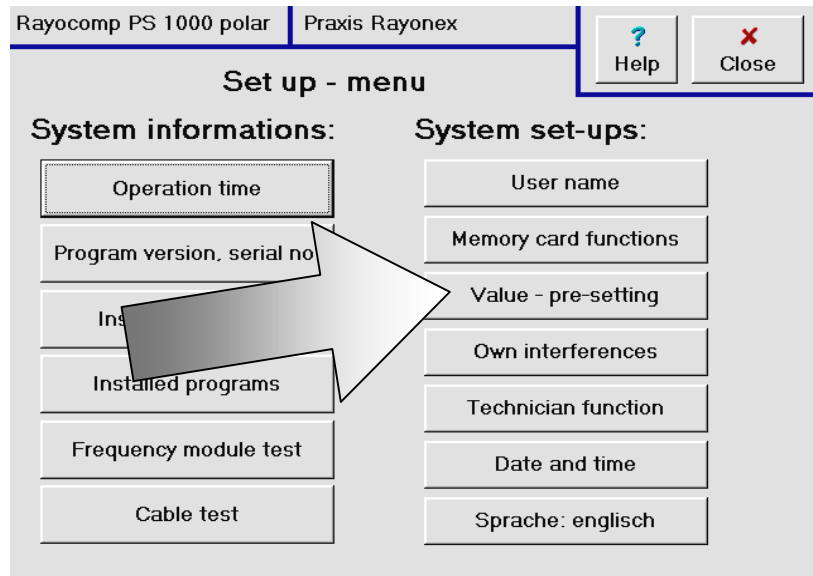 Rayocomp PS 1000 polar
Praxis Rayonex
Help
Close
Set up - menu
System informations:
Operation time
Program version, serial no
Installed programs
Frequency module test
Cable test
System set-ups:
User name
Memory card functions
Value - pre-setting
Own interferences
Technician function
Date and time
Sprache: englisch